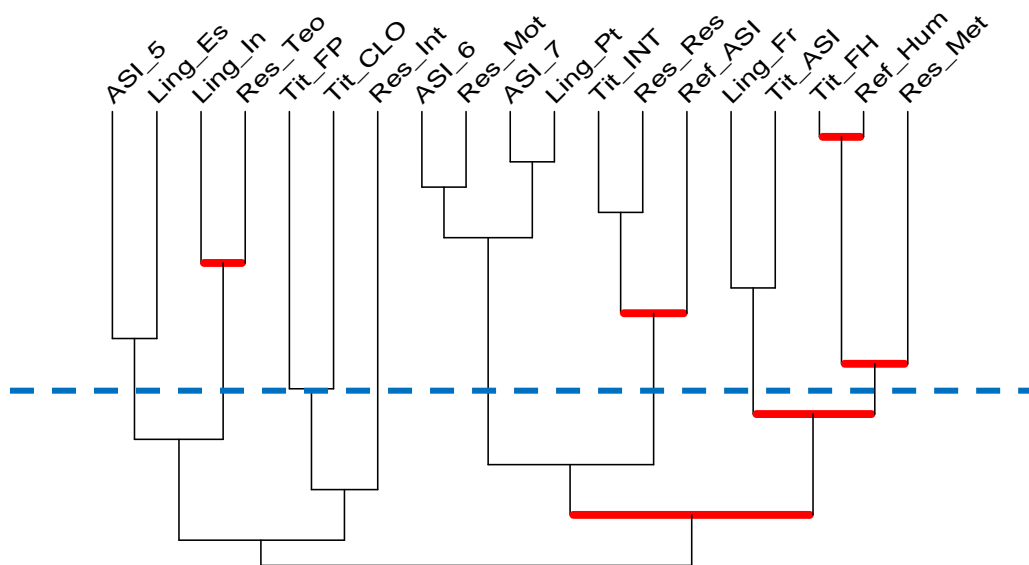 ASI_5
Ling_Es
Ling_In
Res_Teo
Tit_FP
Tit_CLO
Res_Int
ASI_6
Res_Mot
ASI_7
Ling_Pt
Tit_INT
Res_Res
Ref_ASI
Ling_Fr
Tit_ASI
Tit_FH
Ref_Hum
Res_Met